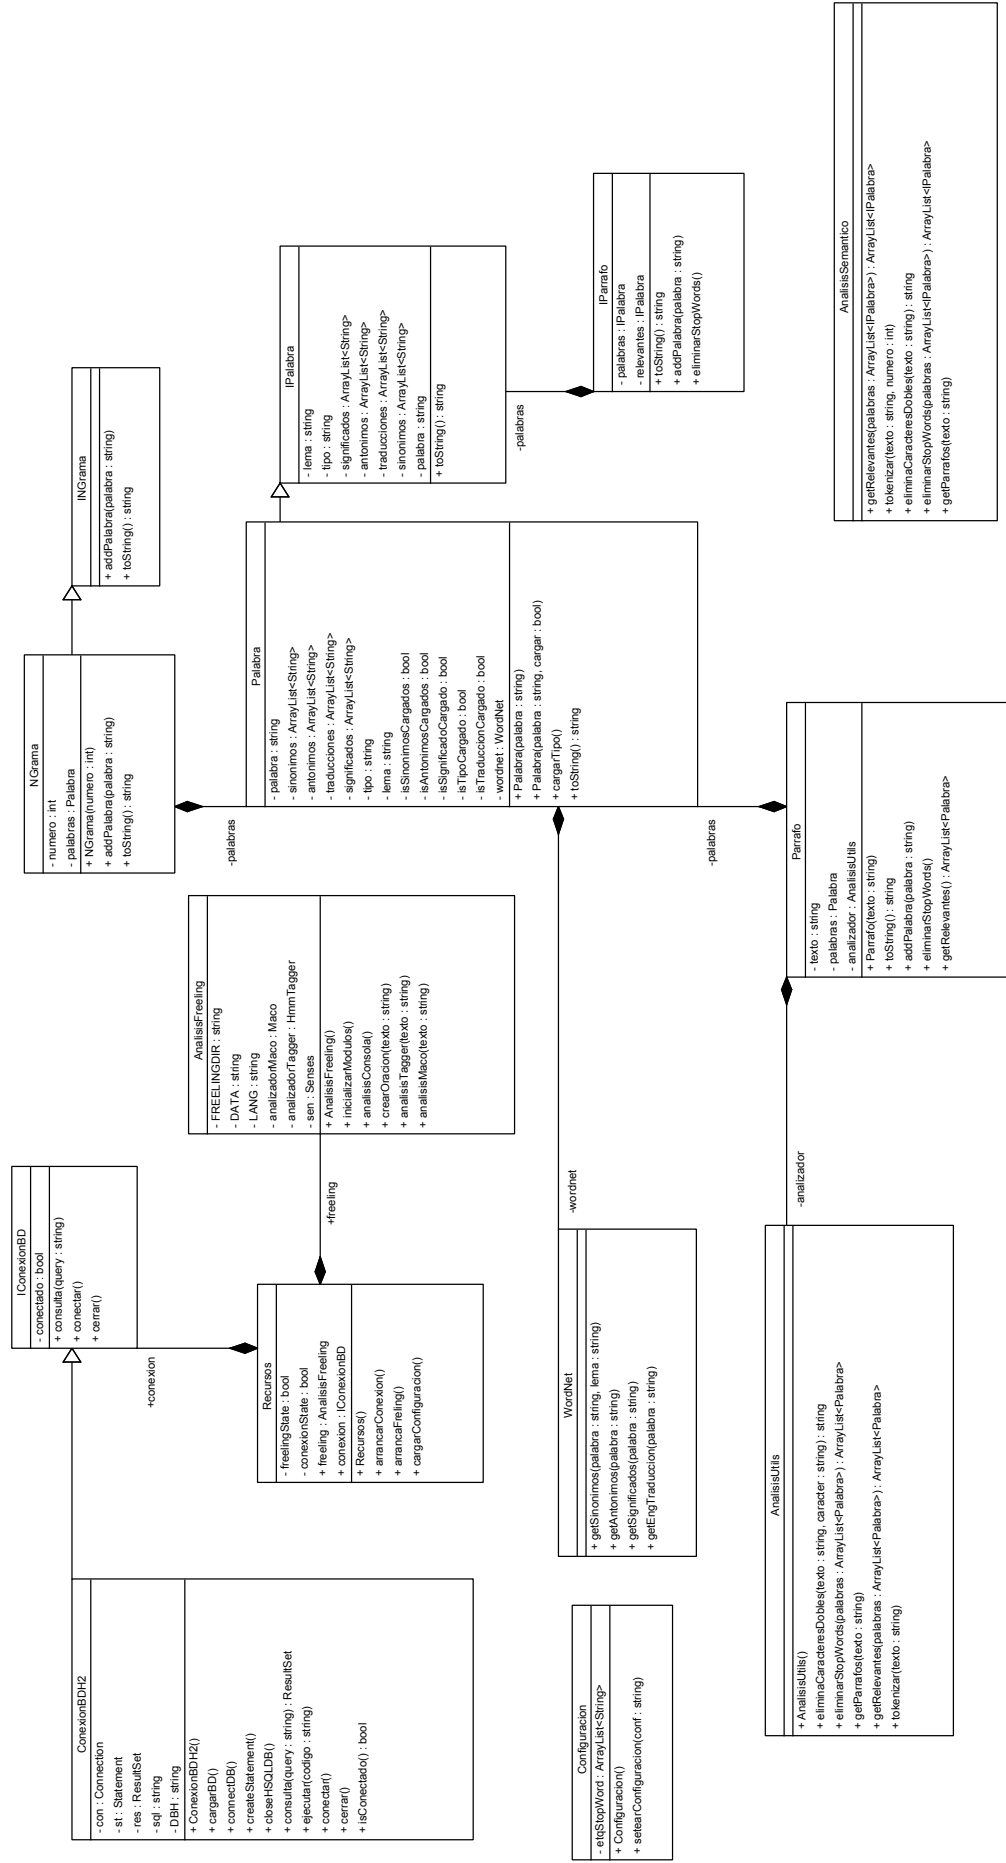 ConexionBDH2
- con : Connection
- st : Statement
- res : ResultSet
- sql : string
- DBH : string
+ ConexionBDH2()
+ cargarBD()
+ connectDB()
+ createStatement()
+ closeHSQLDB()
+ consulta(query : string) : ResultSet
+ ejecutar(codigo : string)
+ conectar()
+ cerrar()
+ isConectado() : bool
IConexionBD
- conectado : bool
+ consulta(query : string)
+ conectar()
+ cerrar()
+conexion
Recursos
- freelingState : bool
- conexionState : bool
+ freeling : AnalisisFreeling
+ conexion : IConexionBD
+ Recursos()
+ arrancarConexion()
+ arrancaFreling()
+ cargarConfiguracion()
+freeling
AnalisisFreeling
- FREELINGDIR : string
- DATA : string
- LANG : string
- analizadorMaco : Maco
- analizadorTagger : HmmTagger
- sen : Senses
+ AnalisisFreeling()
+ inicializarModulos()
+ analisisConsola()
+ crearOracion(texto : string)
+ analisisTagger(texto : string)
+ analisisMaco(texto : string)
NGrama
- numero : int
- palabras : Palabra
+ NGrama(numero : int)
+ addPalabra(palabra : string)
+ toString() : string
INGrama
+ addPalabra(palabra : string)
+ toString() : string
-palabras
Palabra
- palabra : string
- sinonimos : ArrayList<String>
- antonimos : ArrayList<String>
- traducciones : ArrayList<String>
- significados : ArrayList<String>
- tipo : string
- lema : string
- isSinonimosCargados : bool
- isAntonimosCargados : bool
- isSignificadoCargado : bool
- isTipoCargado : bool
- isTraduccionCargado : bool
- wordnet : WordNet
+ Palabra(palabra : string)
+ Palabra(palabra : string, cargar : bool)
+ cargarTipo()
+ toString() : string
IPalabra
- lema : string
- tipo : string
- significados : ArrayList<String>
- antonimos : ArrayList<String>
- traducciones : ArrayList<String>
- sinonimos : ArrayList<String>
- palabra : string
+ toString() : string
-palabras
IParrafo
- palabras : IPalabra
- relevantes : IPalabra
+ toString() : string
+ addPalabra(palabra : string)
+ eliminarStopWords()
Configuracion
- etqStopWord : ArrayList<String>
+ Configuracion()
+ setearConfiguracion(conf : string)
WordNet
+ getSinonimos(palabra : string, lema : string)
+ getAntonimos(palabra : string)
+ getSignificados(palabra : string)
+ getEngTraduccion(palabra : string)
-wordnet
-palabras
AnalisisUtils
+ AnalisisUtils()
+ eliminaCaracteresDobles(texto : string, caracter : string) : string
+ eliminarStopWords(palabras : ArrayList<Palabra>) : ArrayList<Palabra>
+ getParrafos(texto : string)
+ getRelevantes(palabras : ArrayList<Palabra>) : ArrayList<Palabra>
+ tokenizar(texto : string)
-analizador
Parrafo
- texto : string
- palabras : Palabra
- analizador : AnalisisUtils
+ Parrafo(texto : string)
+ toString() : string
+ addPalabra(palabra : string)
+ eliminarStopWords()
+ getRelevantes() : ArrayList<Palabra>
AnalisisSemantico
+ getRelevantes(palabras : ArrayList<IPalabra>) : ArrayList<IPalabra>
+ tokenizar(texto : string, numero : int)
+ eliminaCaracteresDobles(texto : string) : string
+ eliminarStopWords(palabras : ArrayList<IPalabra>) : ArrayList<IPalabra>
+ getParrafos(texto : string)